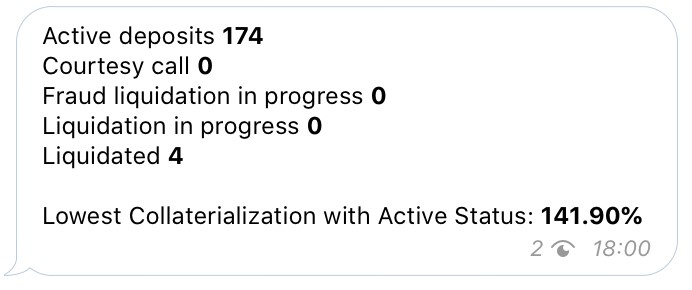 Active deposits 174
Courtesy call 0
Fraud liquidation in progress 0
Liquidation in progress 0
Liquidated 4
Lowest Collaterialization with Active Status: 141.90%
2 18:00